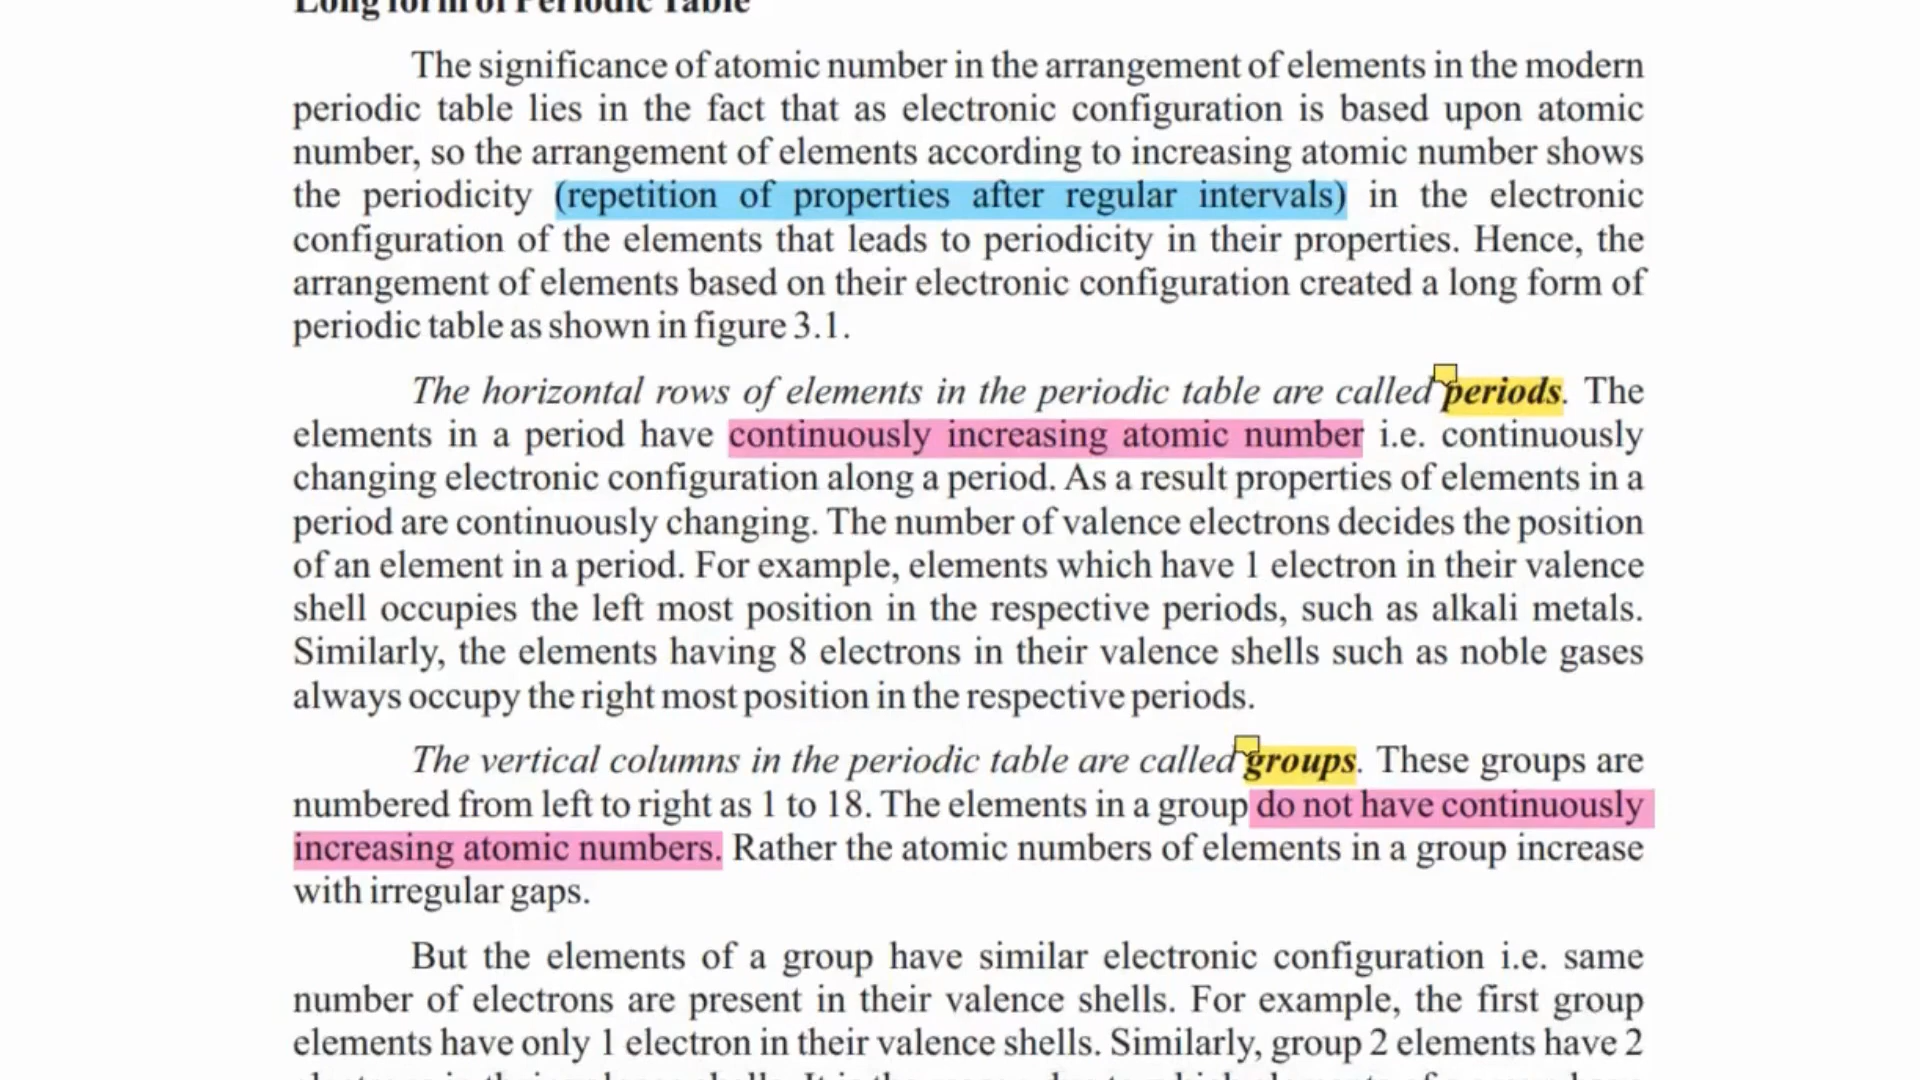 Long form of Periodic Table
The significance of atomic number in the arrangement of elements in the modern
periodic table lies in the fact that as electronic configuration is based upon atomic
number, so the arrangement of elements according to increasing atomic number shows
the periodicity (repetition of properties after regular intervals) in the electronic
configuration of the elements that leads to periodicity in their properties. Hence, the
arrangement of elements based on their electronic configuration created a long form of
periodic table as shown in figure 3.1.
The horizontal rows of elements in the periodic table are called periods. The
elements in a period have continuously increasing atomic number i.e. continuously
changing electronic configuration along a period. As a result properties of elements in a
period are continuously changing. The number of valence electrons decides the position
of an element in a period. For example, elements which have 1 electron in their valence
shell occupies the left most position in the respective periods, such as alkali metals.
Similarly, the elements having 8 electrons in their valence shells such as noble gases
always occupy the right most position in the respective periods.
The vertical columns in the periodic table are called groups. These groups are
numbered from left to right as 1 to 18. The elements in a group do not have continuously
increasing atomic numbers. Rather the atomic numbers of elements in a group increase
with irregular gaps.
But the elements of a group have similar electronic configuration i.e. same
number of electrons are present in their valence shells. For example, the first group
elements have only 1 electron in their valence shells. Similarly, group 2 elements have 2